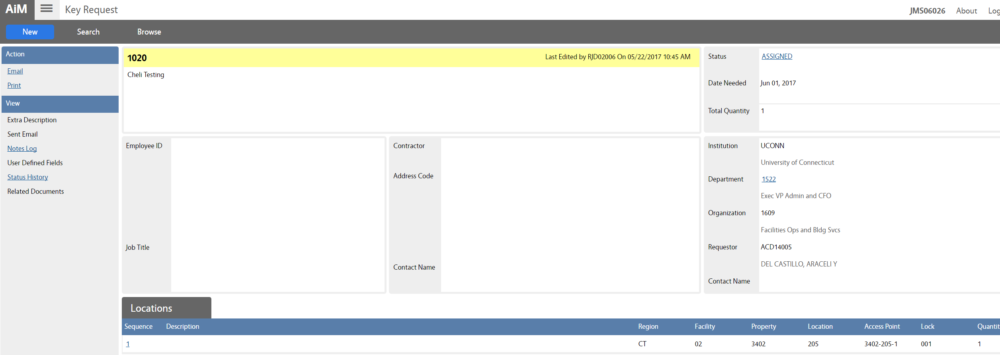 AiM Key Request JMS06026 About Log
New Search Browse
Action
Email
Print
View
Extra Description
Sent Email
Notes Log
User Defined Fields
Status History
Related Documents
1020 Last Edited by RJD02006 On 05/22/2017 10:45 AM
Cheli Testing
Status ASSIGNED
Date Needed Jun 01, 2017
Total Quantity 1
Employee ID
Job Title
Contractor
Address Code
Contact Name
Institution UCONN
University of Connecticut
Department 1522
Exec VP Admin and CFO
Organization 1609
Facilities Ops and Bldg Svcs
Requestor ACD14005
DEL CASTILLO, ARACELI Y
Contact Name
Locations
Sequence Description Region Facility Property Location Access Point Lock Quantit
1 CT 02 3402 205 3402-205-1 001 1